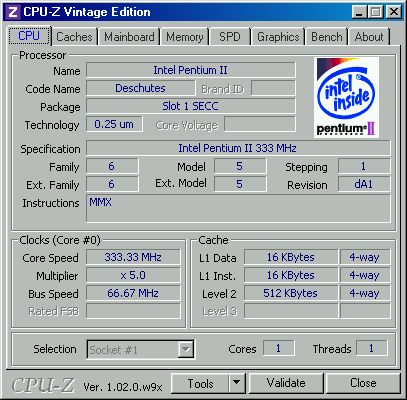 CPU-Z Vintage Edition
CPU Caches Mainboard Memory SPD Graphics Bench About
Processor
Name Intel Pentium II
Code Name Deschutes Brand ID
Package Slot 1 SECC
Technology 0.25 um Core Voltage
intel inside
pentium II
Specification Intel Pentium II 333 MHz
Family 6 Model 5 Stepping 1
Ext. Family 6 Ext. Model 5 Revision dA1
Instructions MMX
Clocks (Core #0) Cache
Core Speed 333.33 MHz L1 Data 16 KBytes 4-way
Multiplier x 5.0 L1 Inst. 16 KBytes 4-way
Bus Speed 66.67 MHz Level 2 512 KBytes 4-way
Rated FSB Level 3
Selection Socket #1 Cores 1 Threads 1
CPU-Z Ver. 1.02.0.w9x Tools Validate Close